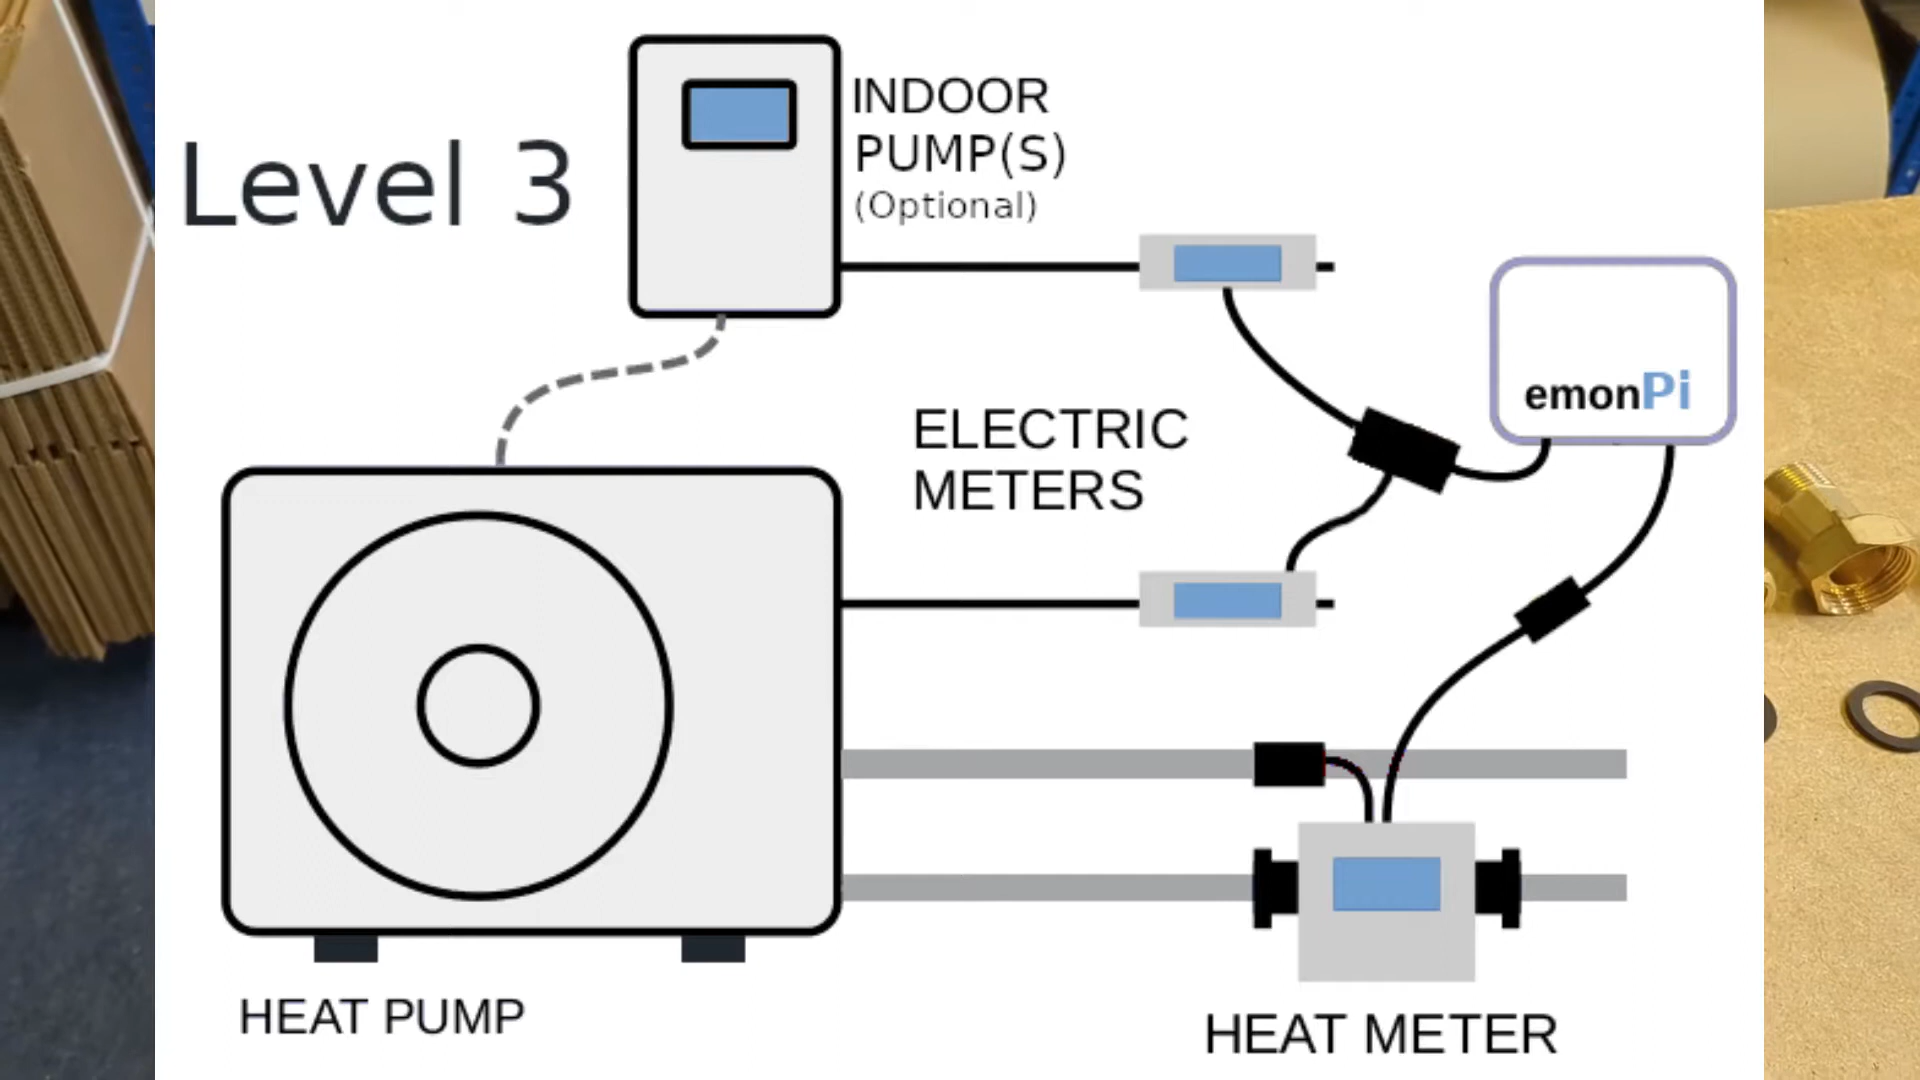 Level 3
INDOOR
PUMP(S)
(Optional)
emonPi
ELECTRIC
METERS
HEAT PUMP
HEAT METER